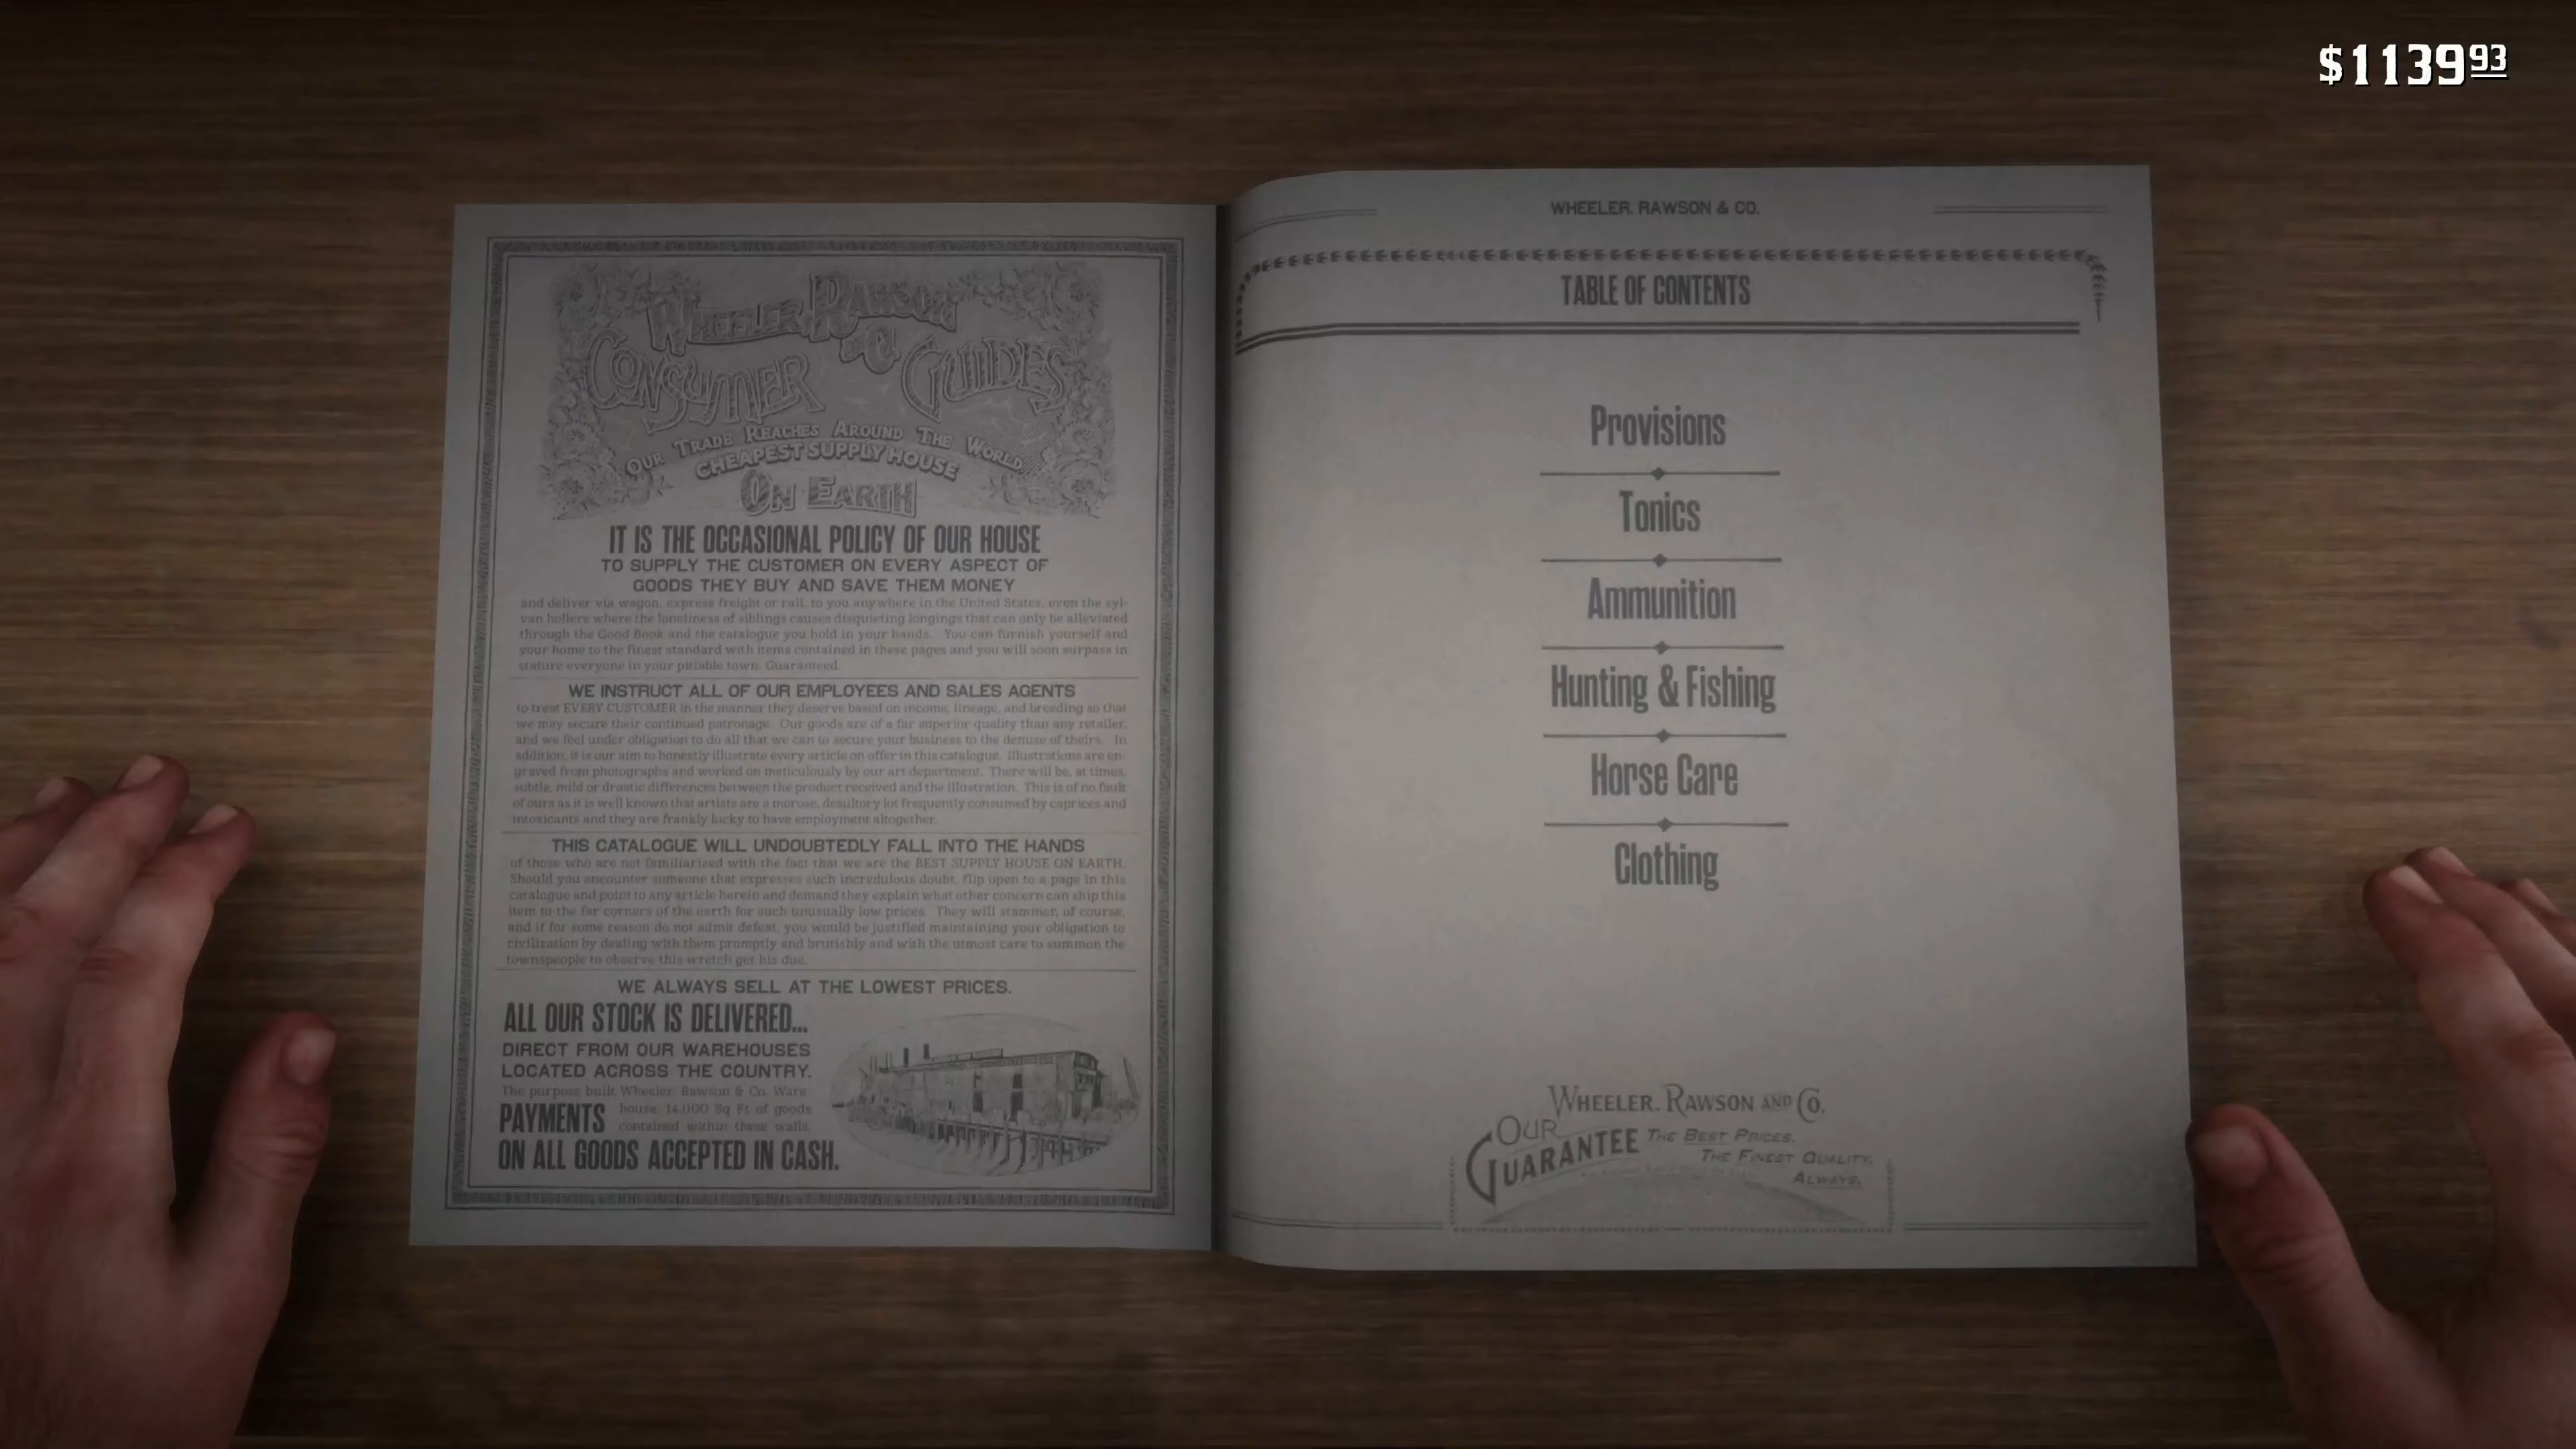 $1139 93
WHEELER, RAWSON
& Co.
CONSUMER GUIDES
OUR TRADE REACHES AROUND THE WORLD.
CHEAPEST SUPPLY HOUSE
ON EARTH
IT IS THE OCCASIONAL POLICY OF OUR HOUSE
TO SUPPLY THE CUSTOMER ON EVERY ASPECT OF
GOODS THEY BUY AND SAVE THEM MONEY
and deliver via wagon, express freight or rail, to you anywhere in the United States, even the syl-
van hollers where the loneliness of siblings causes disquieting longings that can only be alleviated
through the Good Book and the catalogue you hold in your hands. You can furnish yourself and
your home to the finest standard with items contained in these pages and you will soon surpass in
stature everyone in your pitiable town. Guaranteed.
WE INSTRUCT ALL OF OUR EMPLOYEES AND SALES AGENTS
to treat EVERY CUSTOMER in the manner they deserve based on income, lineage, and breeding so that
we may secure their continued patronage. Our goods are of a far superior quality than any retailer,
and we feel under obligation to do all that we can to secure your business to the demise of theirs. In
addition, it is our aim to honestly illustrate every article on offer in this catalogue. Illustrations are en-
graved from photographs and worked on meticulously by our art department. There will be, at times,
subtle, mild or drastic differences between the product received and the illustration. This is of no fault
of ours as it is well known that artists are a morose, desultory lot frequently consumed by caprices and
intoxicants and they are frankly lucky to have employment altogether.
THIS CATALOGUE WILL UNDOUBTEDLY FALL INTO THE HANDS
of those who are not familiarized with the fact that we are the BEST SUPPLY HOUSE ON EARTH.
Should you encounter someone that expresses such incredulous doubt, flip open to a page in this
catalogue and point to any article herein and demand they explain what other concern can ship this
item to the far corners of the earth for such unusually low prices. They will stammer, of course,
and if for some reason do not admit defeat, you would be justified maintaining your obligation to
civilization by dealing with them promptly and brutishly and with the utmost care to summon the
townspeople to observe this wretch get his due.
WE ALWAYS SELL AT THE LOWEST PRICES.
ALL OUR STOCK IS DELIVERED...
DIRECT FROM OUR WAREHOUSES
LOCATED ACROSS THE COUNTRY.
The purpose built Wheeler, Rawson & Co. Ware-
house, 14,000 Sq Ft of goods
contained within these walls.
PAYMENTS
ON ALL GOODS ACCEPTED IN CASH.
WHEELER, RAWSON & CO.
TABLE OF CONTENTS
Provisions
Tonics
Ammunition
Hunting & Fishing
Horse Care
Clothing
WHEELER, RAWSON AND CO.
OUR
GUARANTEE
THE BEST PRICES.
THE FINEST QUALITY.
ALWAYS.